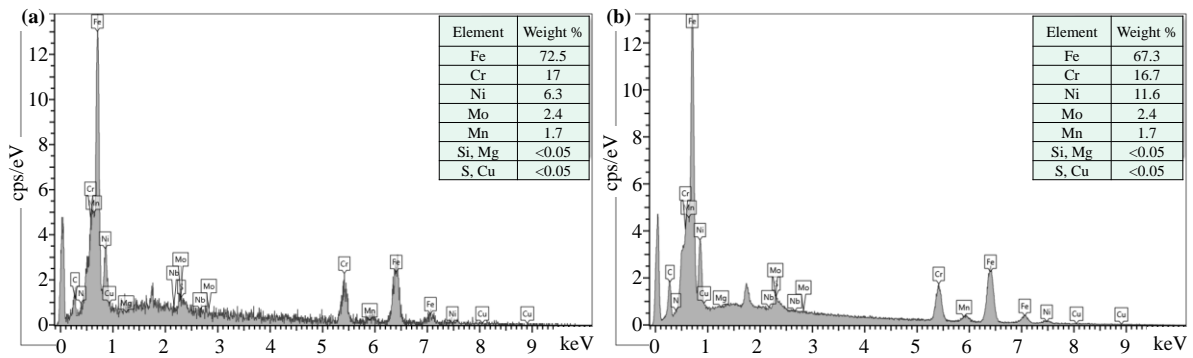 (a)
Fe
Element Weight %
Fe 72.5
Cr 17
Ni 6.3
Mo 2.4
Mn 1.7
Si, Mg <0.05
S, Cu <0.05
12
10
8
6
4
2
0
cps/eV
Cr
Mn
Ni
C
N
Cu
Mg
Nb
Mo
Nb
Mo
Cr
Mn
Fe
Fe
Ni
Cu
Cu
0 1 2 3 4 5 6 7 8 9 keV
(b)
Fe
Element Weight %
Fe 67.3
Cr 16.7
Ni 11.6
Mo 2.4
Mn 1.7
Si, Mg <0.05
S, Cu <0.05
12
10
8
6
4
2
0
cps/eV
Cr
Mn
Ni
C
N
Cu
Mg
Nb
Mo
Nb
Mo
Cr
Mn
Fe
Fe
Ni
Cu
Cu
0 1 2 3 4 5 6 7 8 9 keV